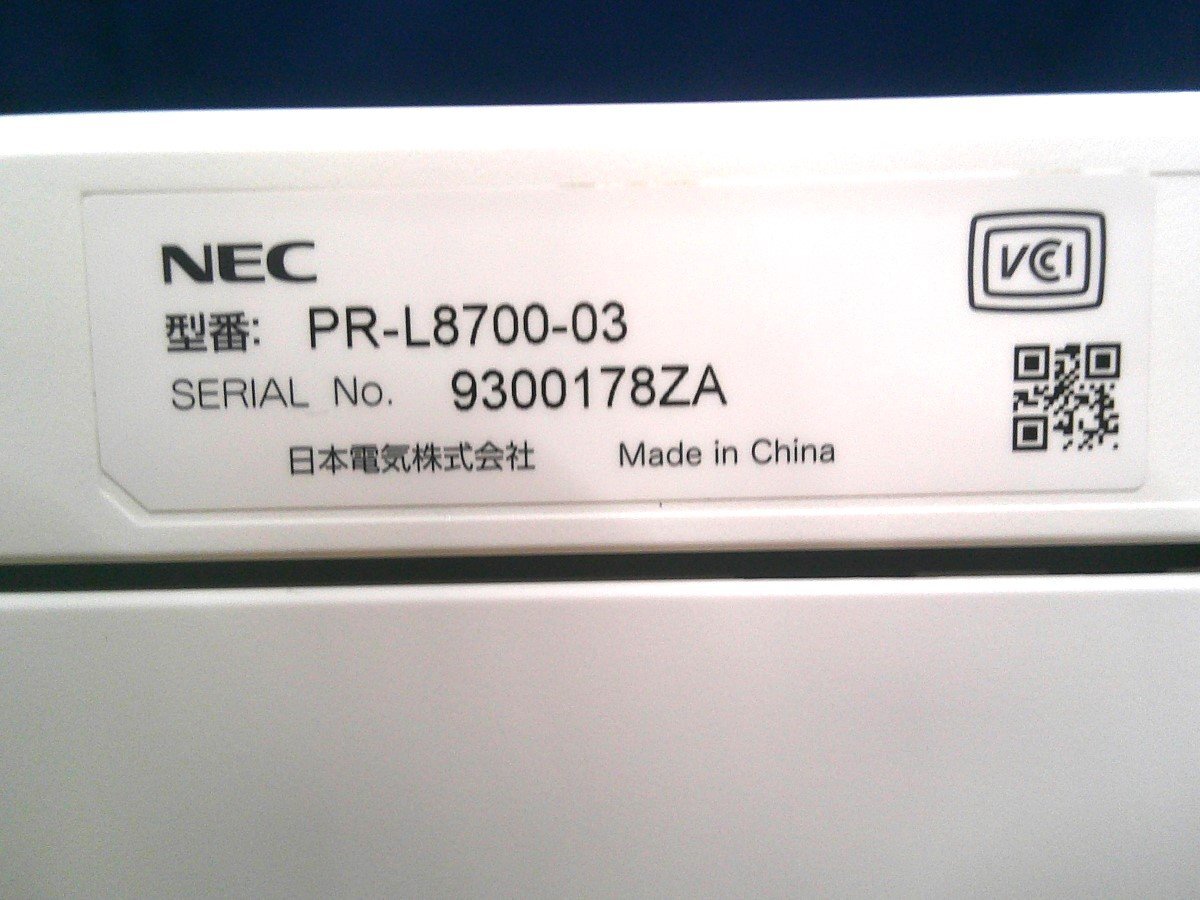 NEC
VCCI
型番: PR-L8700-03
SERIAL No. 9300178ZA
日本電気株式会社 Made in China